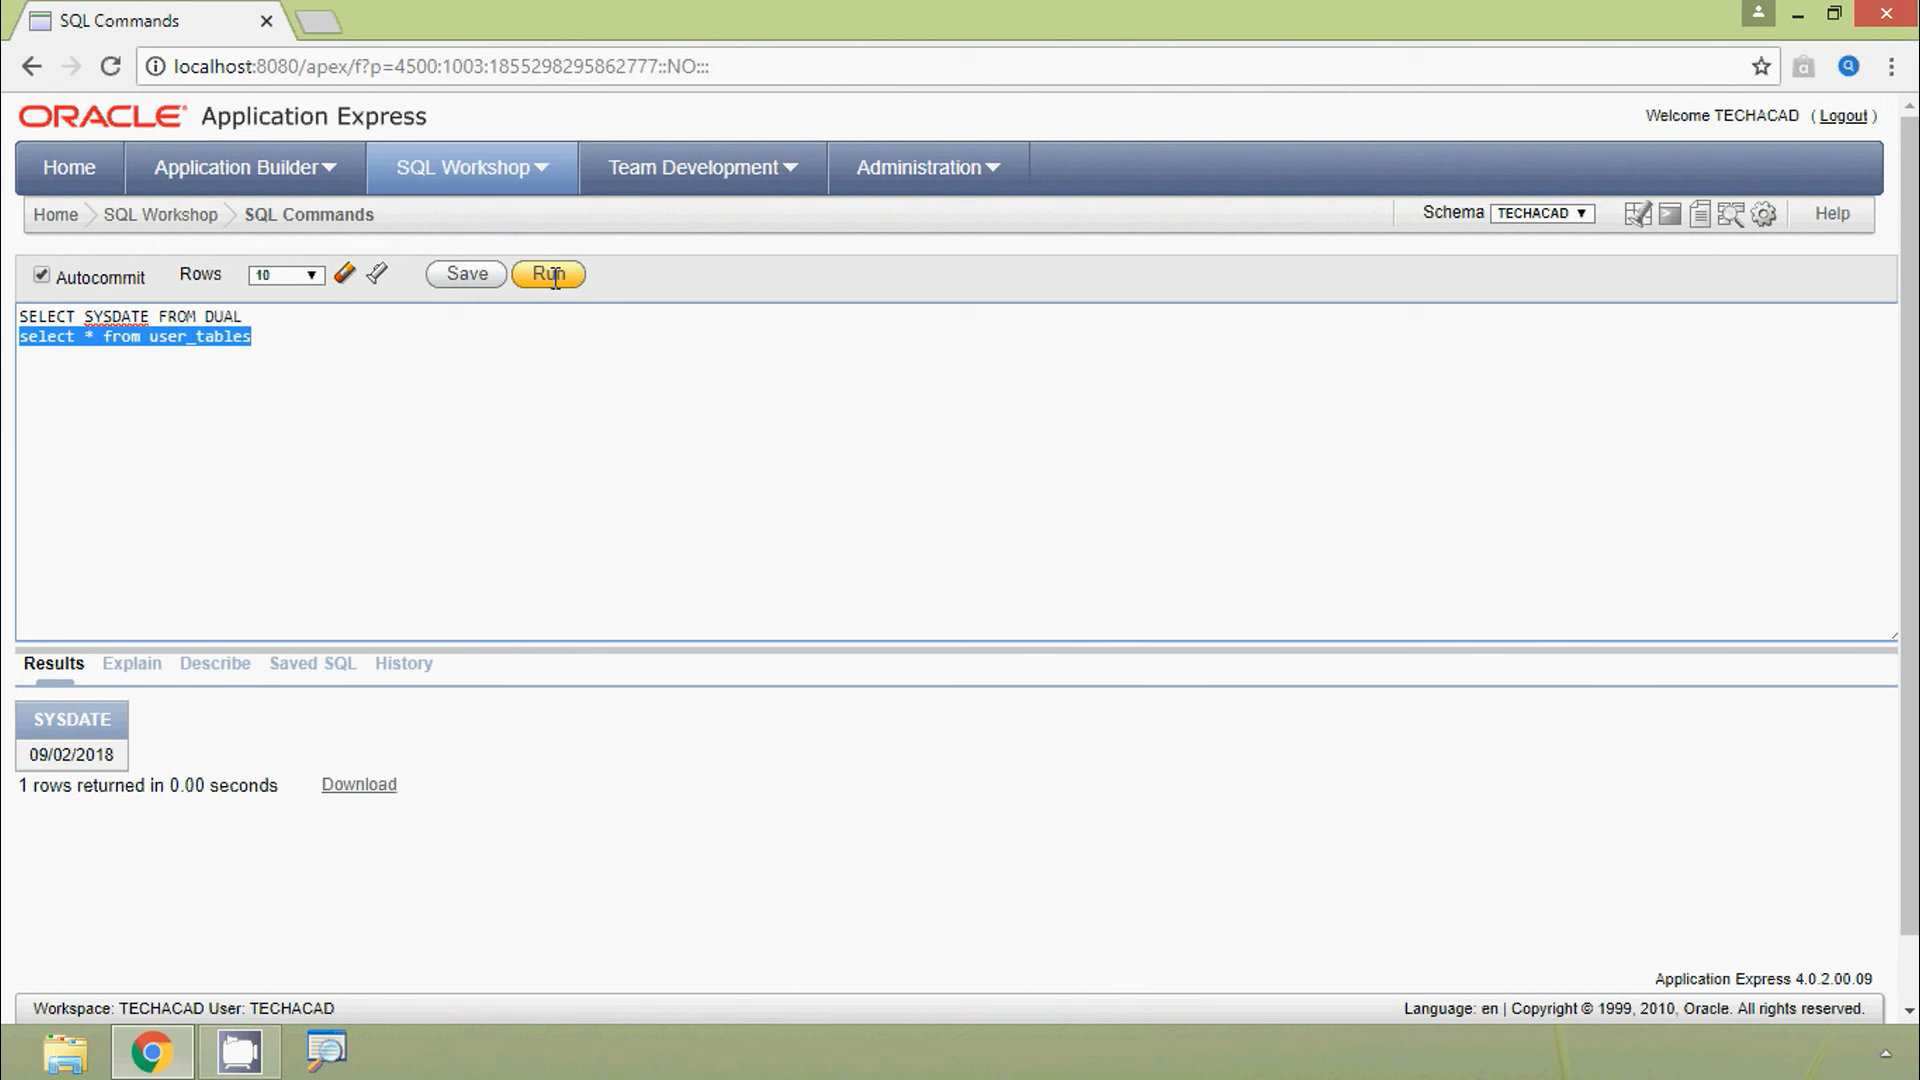 SQL Commands
localhost:8080/apex/f?p=4500:1003:1855298295862777::NO:::
ORACLE Application Express
Welcome TECHACAD ( Logout )
Home Application Builder SQL Workshop Team Development Administration
Home SQL Workshop SQL Commands Schema TECHACAD Help
Autocommit Rows 10 Save Run
SELECT SYSDATE FROM DUAL
select * from user_tables
Results Explain Describe Saved SQL History
SYSDATE
09/02/2018
1 rows returned in 0.00 seconds Download
Application Express 4.0.2.00.09
Workspace: TECHACAD User: TECHACAD Language: en | Copyright © 1999, 2010, Oracle. All rights reserved.